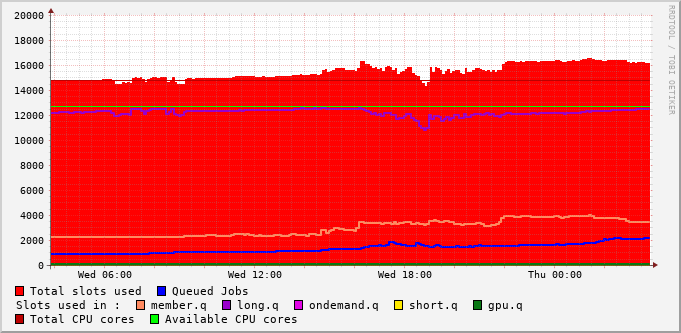 20000
18000
16000
14000
12000
10000
8000
6000
4000
2000
0
Wed 06:00 Wed 12:00 Wed 18:00 Thu 00:00
Total slots used Queued Jobs
Slots used in : member.q long.q ondemand.q short.q gpu.q
Total CPU cores Available CPU cores
RRDTOOL / TOBI OETIKER